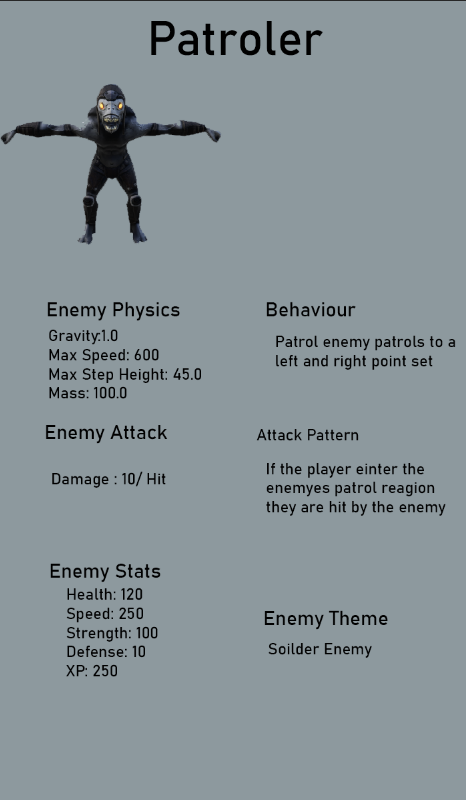 Patroler
Enemy Physics
Gravity:1.0
Max Speed: 600
Max Step Height: 45.0
Mass: 100.0
Behaviour
Patrol enemy patrols to a
left and right point set
Enemy Attack
Damage : 10/ Hit
Attack Pattern
If the player einter the
enemyes patrol reagion
they are hit by the enemy
Enemy Stats
Health: 120
Speed: 250
Strength: 100
Defense: 10
XP: 250
Enemy Theme
Soilder Enemy